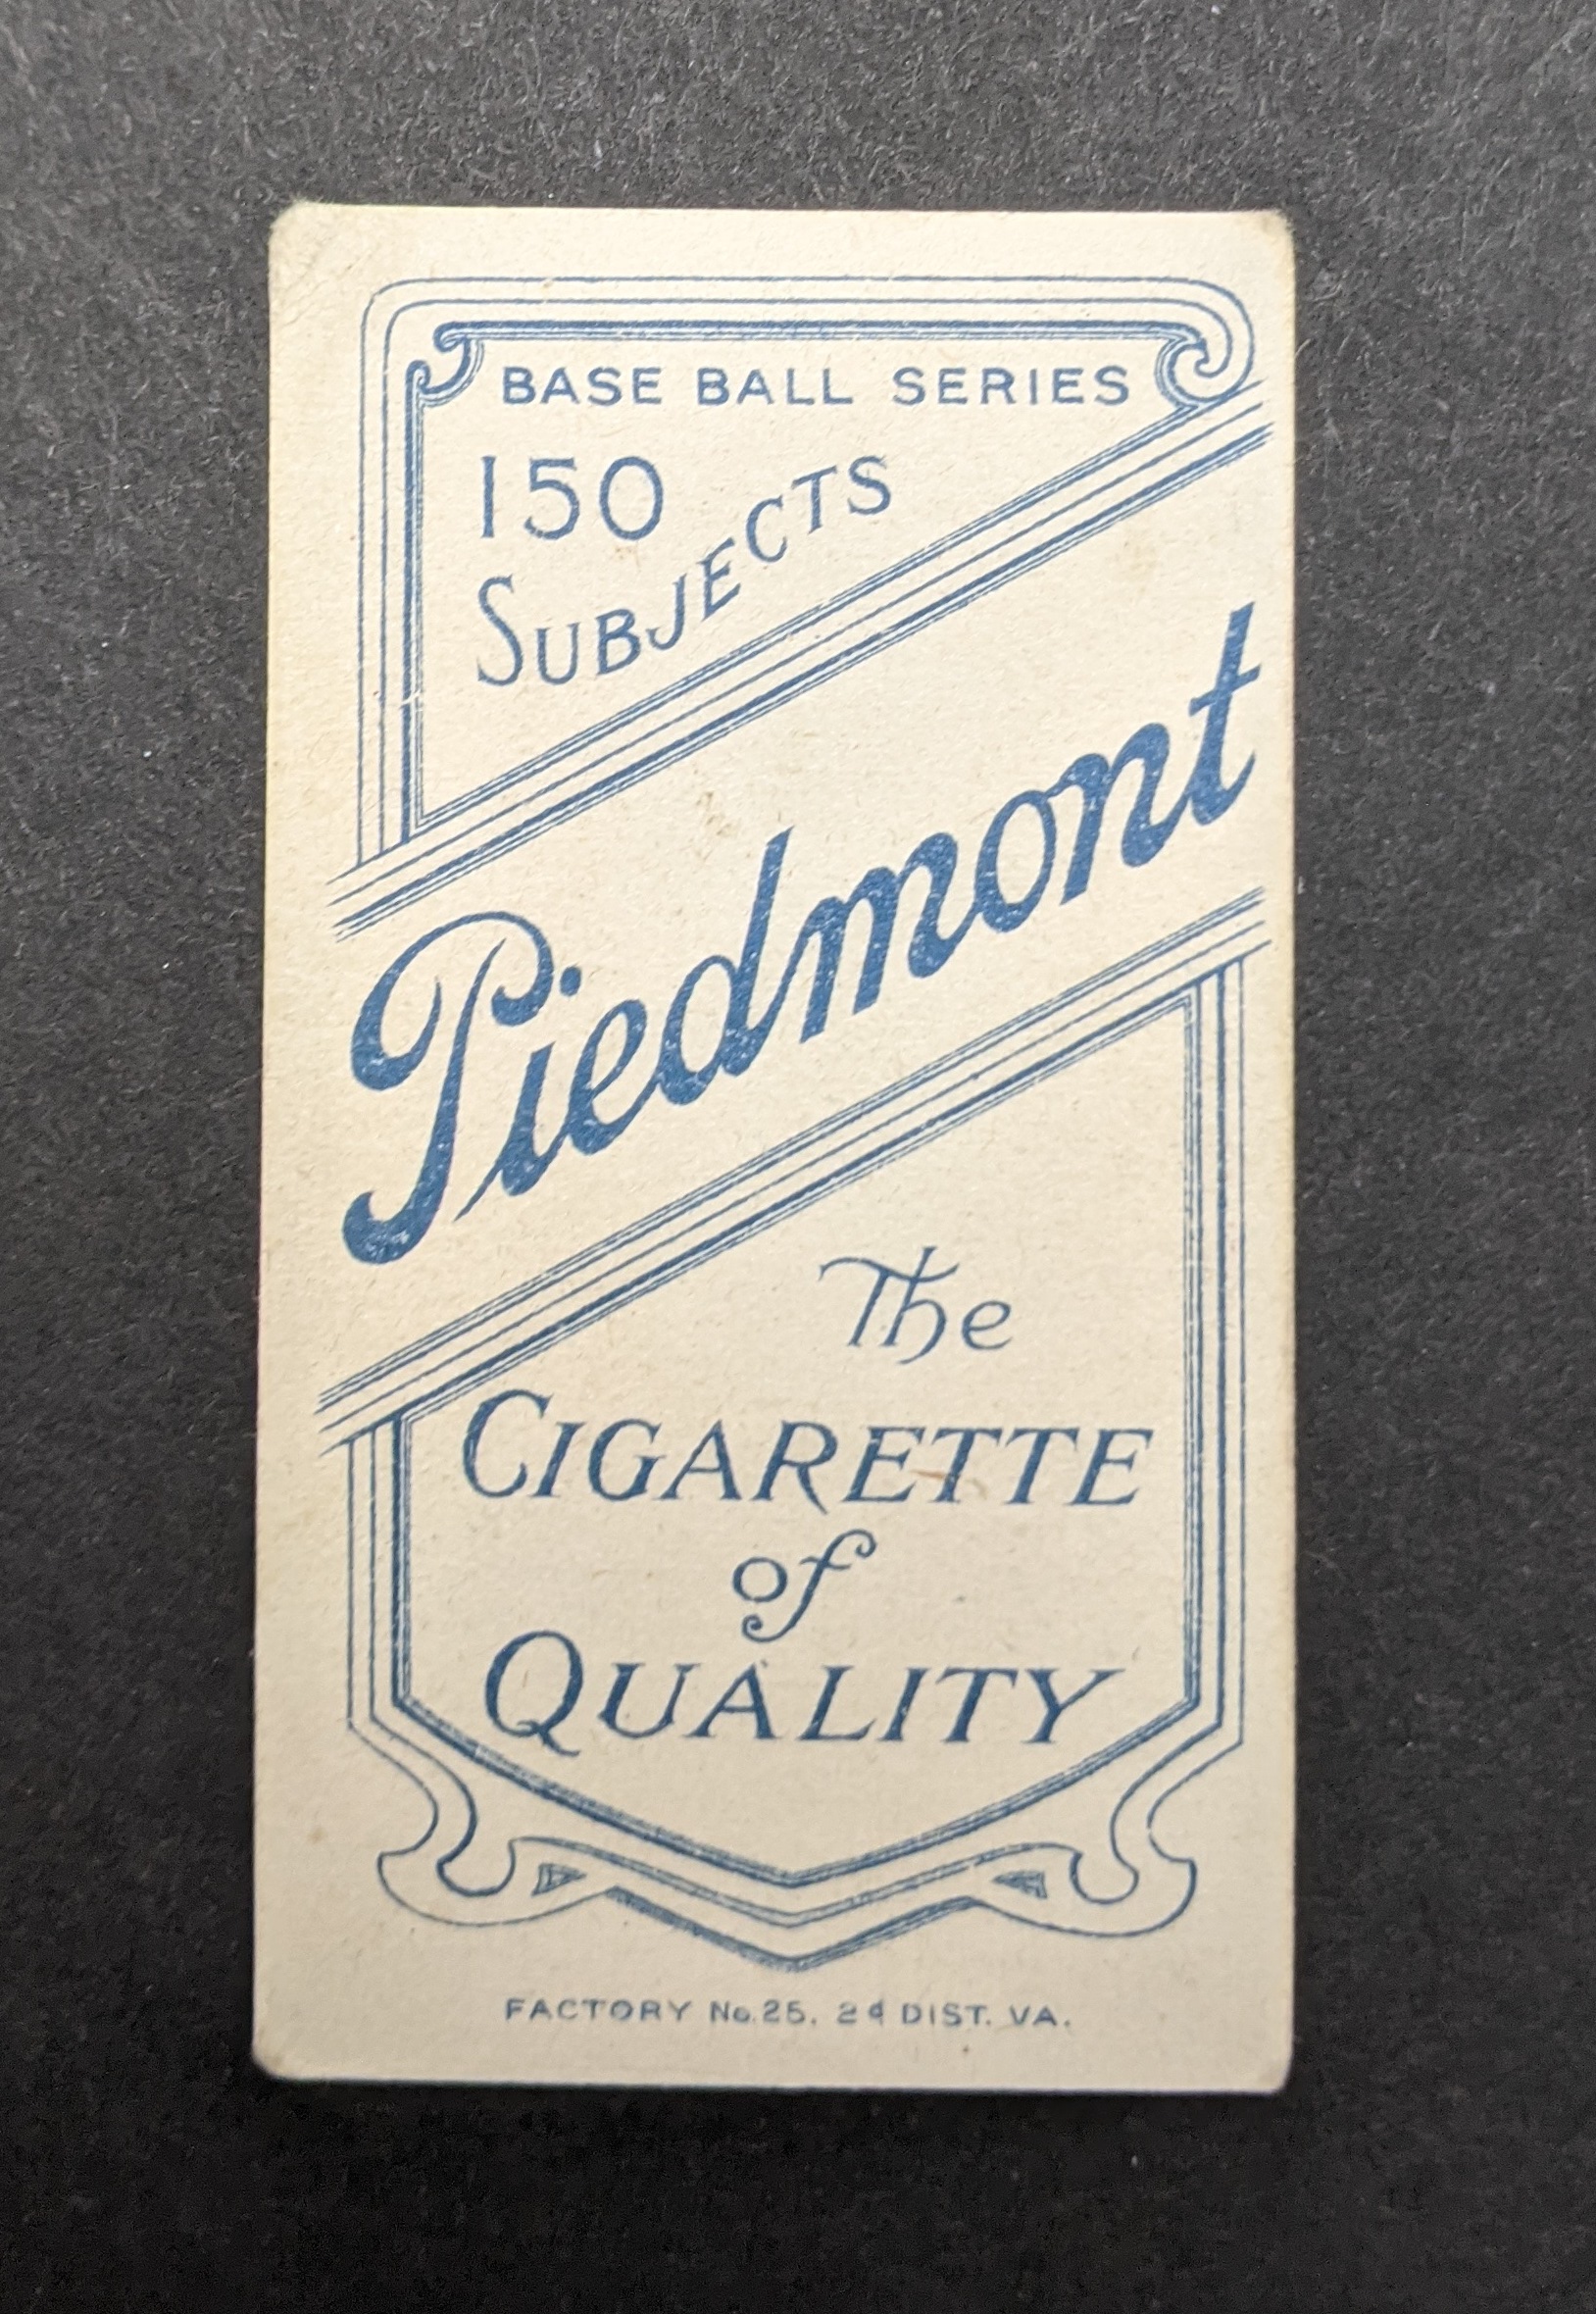 BASE BALL SERIES
150
SUBJECTS
Piedmont
The
CIGARETTE
of
QUALITY
FACTORY No. 25. 2d DIST. VA.